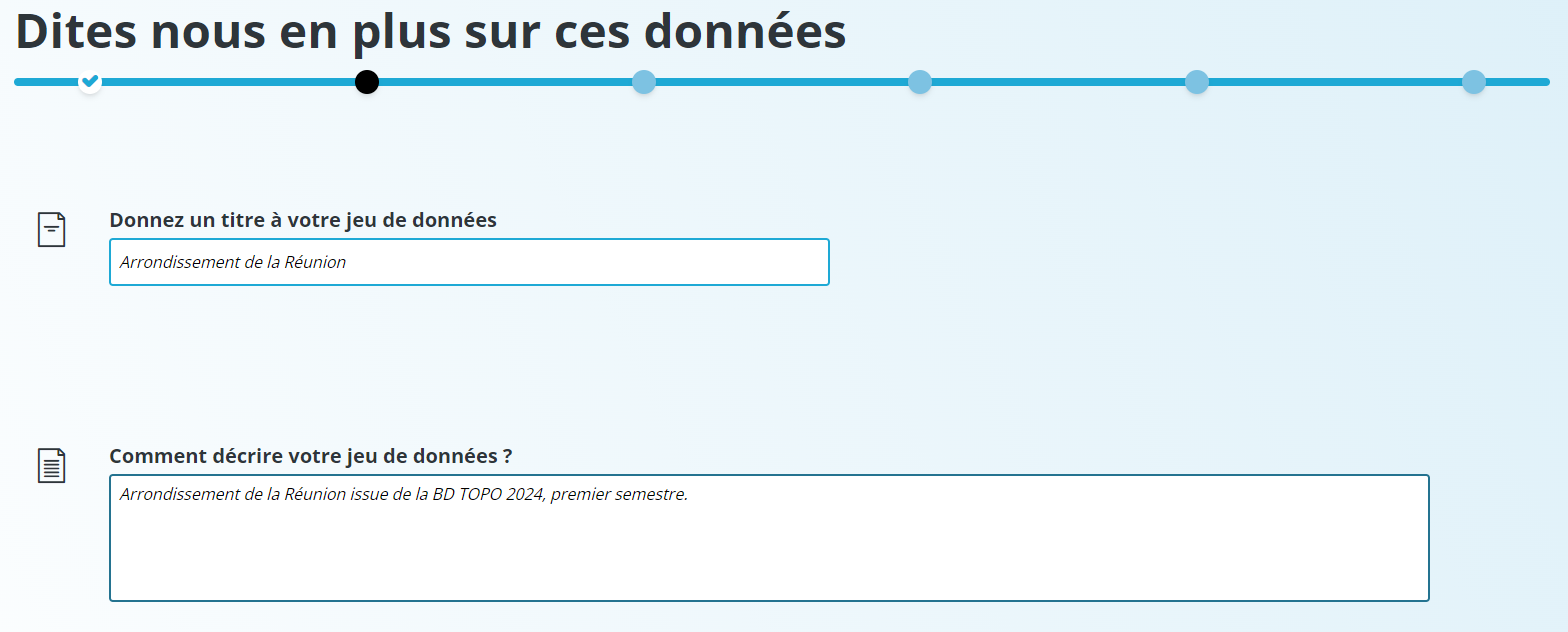 Dites nous en plus sur ces données
Donnez un titre à votre jeu de données
Arrondissement de la Réunion
Comment décrire votre jeu de données ?
Arrondissement de la Réunion issue de la BD TOPO 2024, premier semestre.